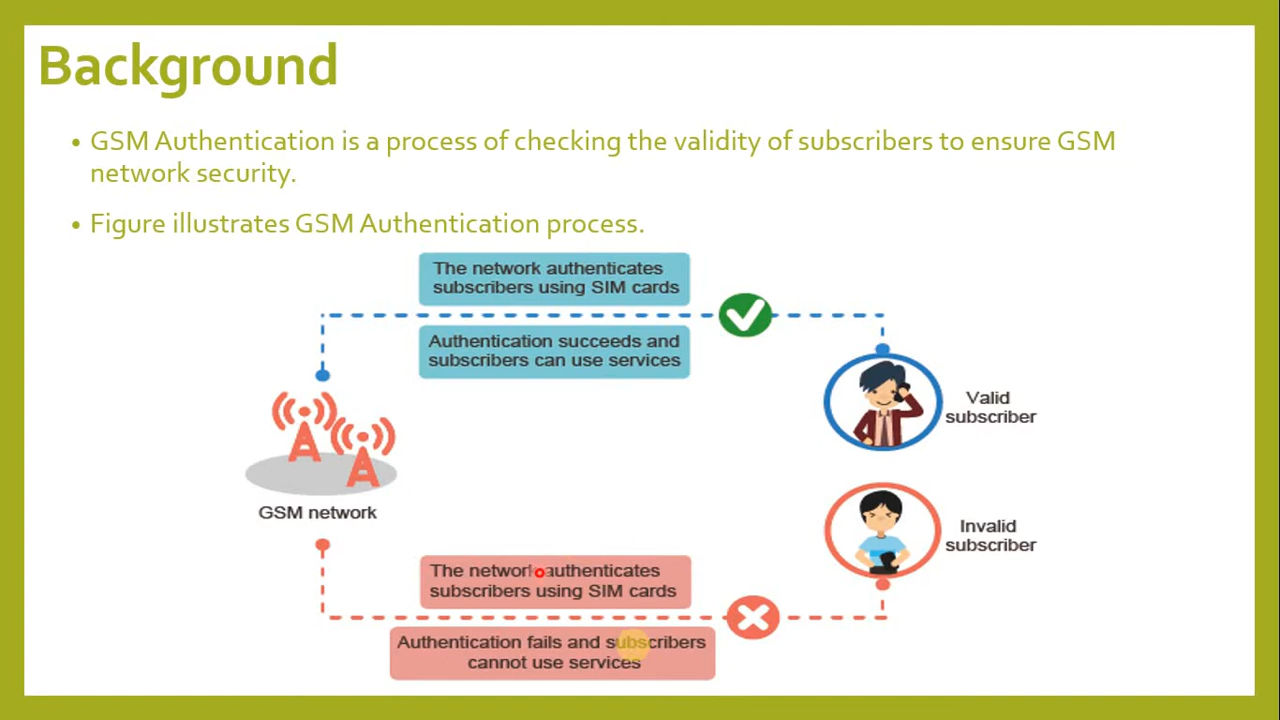 Background
• GSM Authentication is a process of checking the validity of subscribers to ensure GSM
network security.
• Figure illustrates GSM Authentication process.
The network authenticates
subscribers using SIM cards
Authentication succeeds and
subscribers can use services
Valid
subscriber
GSM network
Invalid
subscriber
The network authenticates
subscribers using SIM cards
Authentication fails and subscribers
cannot use services